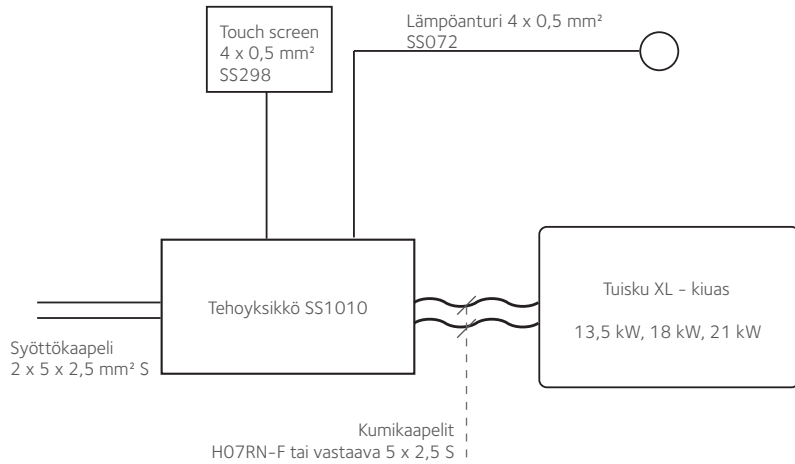 Touch screen
4 x 0,5 mm²
SS298
Lämpöanturi 4 x 0,5 mm²
SS072
Tehoyksikkö SS1010
Tuisku XL – kiuas
13,5 kW, 18 kW, 21 kW
Syöttökaapeli
2 x 5 x 2,5 mm² S
Kumikaapelit
H07RN-F tai vastaava 5 x 2,5 S